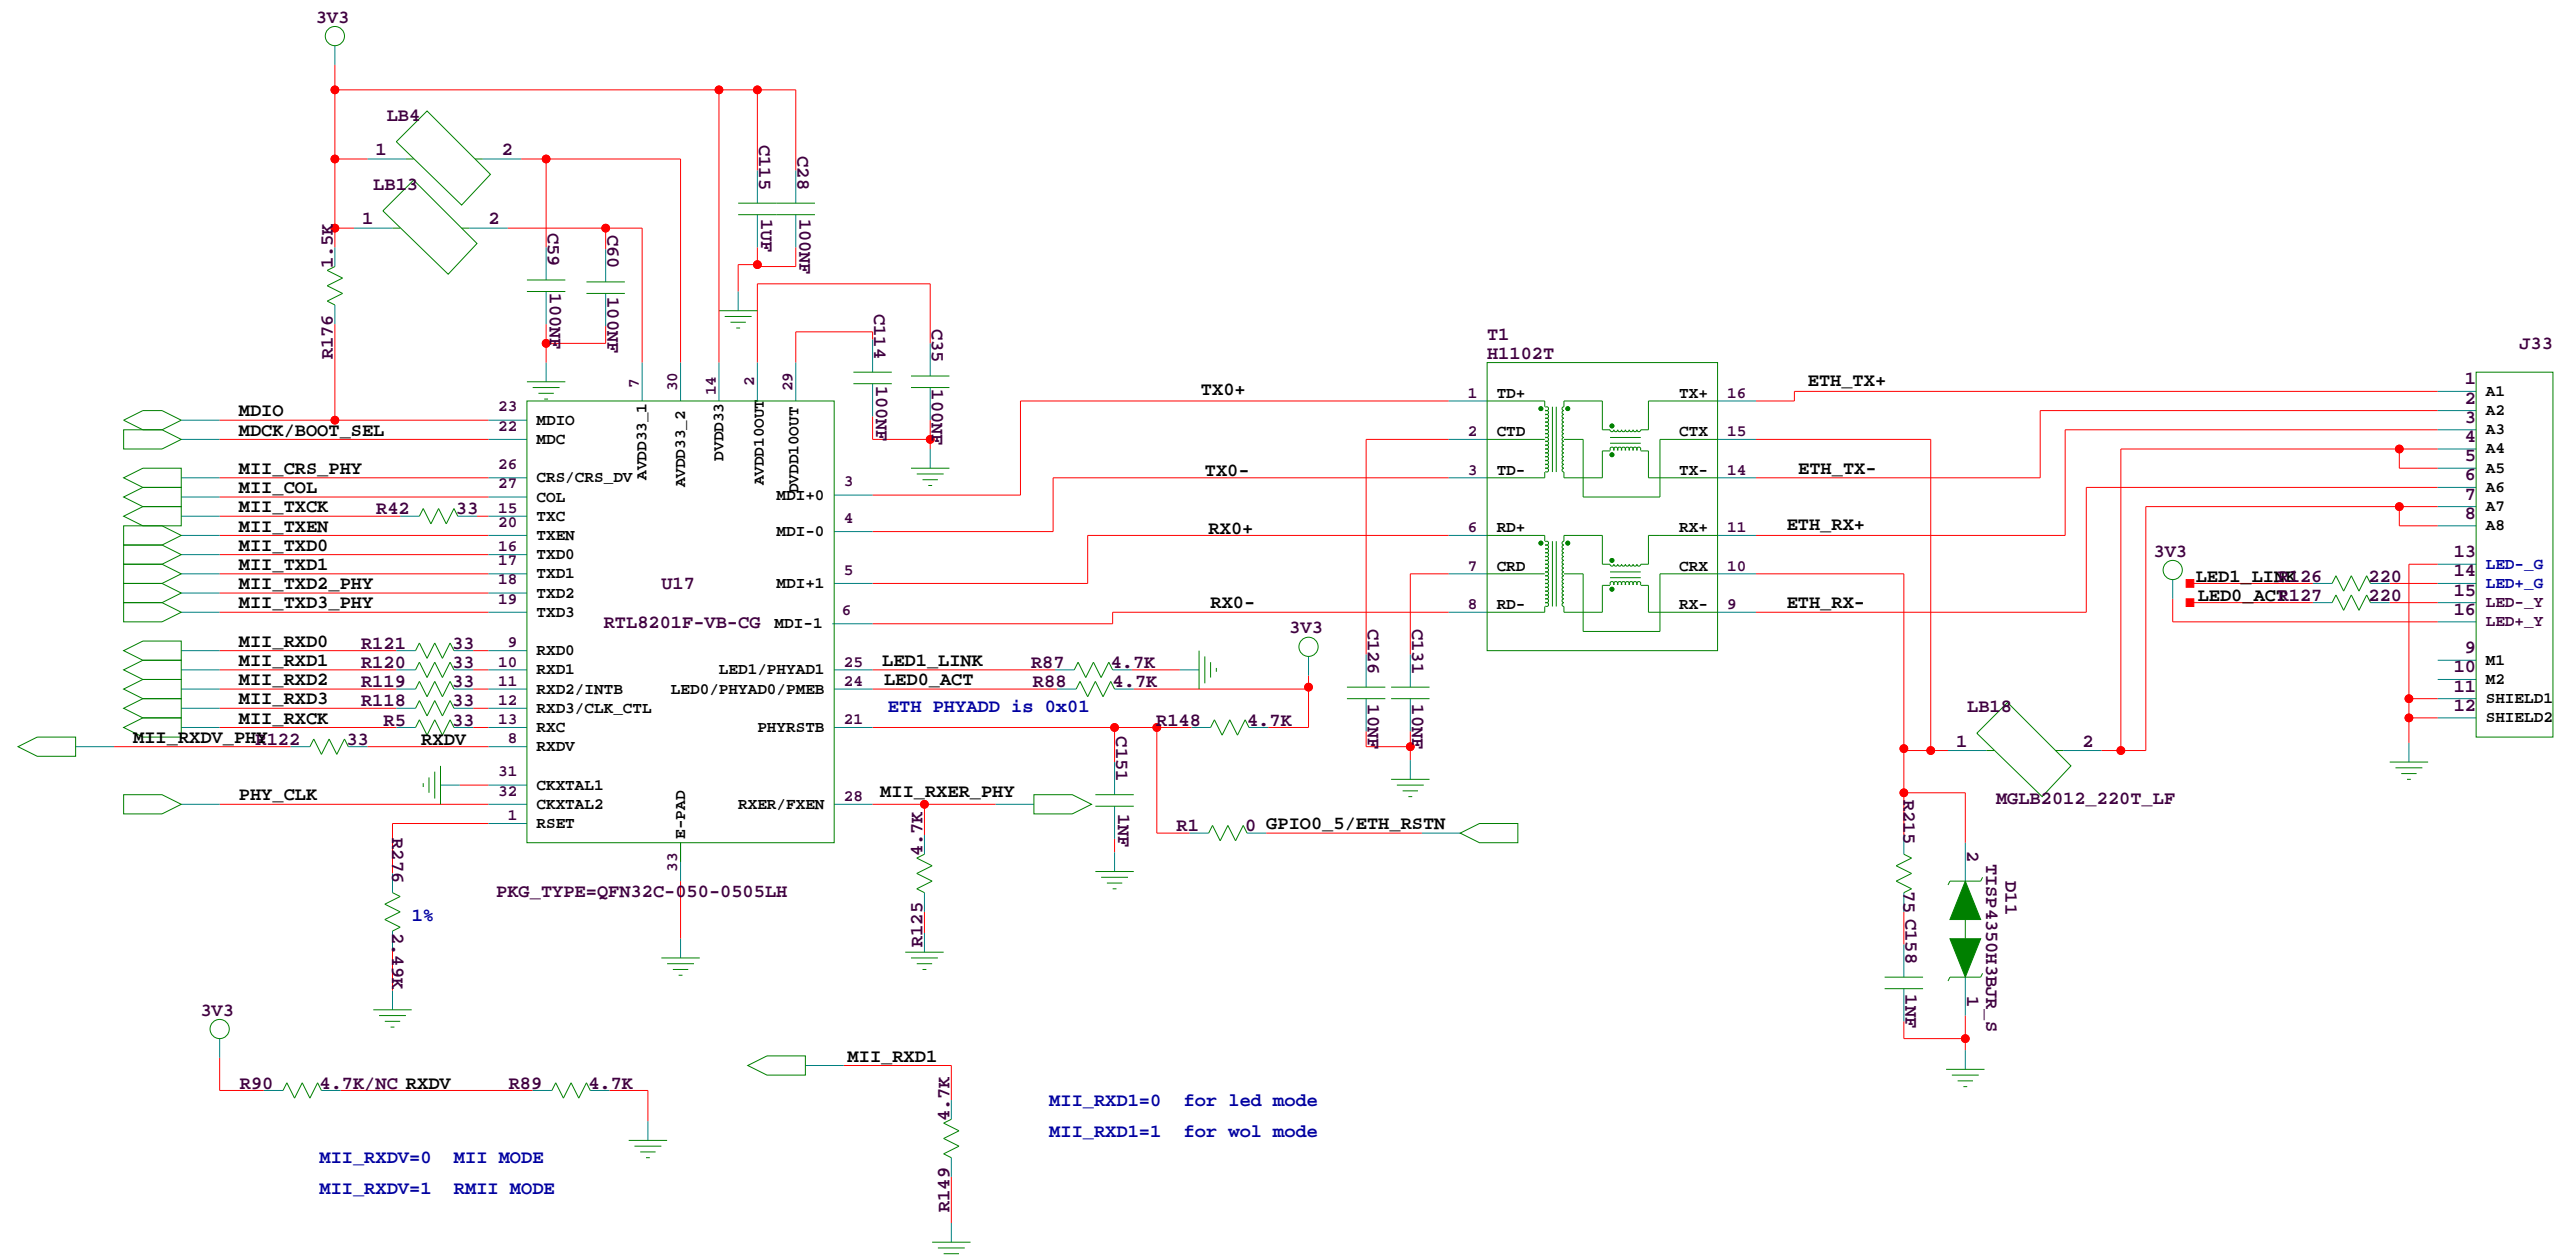 3V3
LB4
1 2
LB13
1 2
1.5K
R176
C59
100NF
C60
100NF
C115
1UF
C28
100NF
C114
100NF
C35
100NF
7 30 14 2 29
AVDD33_1
AVDD33_2
DVDD33
AVDD10OUT
DVDD10OUT
MDIO 23 MDIO
MDCK/BOOT_SEL 22 MDC
MII_CRS_PHY 26 CRS/CRS_DV
MII_COL 27 COL
MII_TXCK R42 33 15 TXC
MII_TXEN 20 TXEN
MII_TXD0 16 TXD0
MII_TXD1 17 TXD1
MII_TXD2_PHY 18 TXD2
MII_TXD3_PHY 19 TXD3
MII_RXD0 R121 33 9 RXD0
MII_RXD1 R120 33 10 RXD1
MII_RXD2 R119 33 11 RXD2/INTB
MII_RXD3 R118 33 12 RXD3/CLK_CTL
MII_RXCK R5 33 13 RXC
MII_RXDV_PHY R122 33 RXDV 8 RXDV
31 CKXTAL1
PHY_CLK 32 CKXTAL2
1 RSET
R276
1%
2.49K
U17
RTL8201F-VB-CG
E-PAD
33
PKG_TYPE=QFN32C-050-0505LH
MDI+0 3 TX0+
MDI-0 4 TX0-
MDI+1 5 RX0+
MDI-1 6 RX0-
LED1/PHYAD1 25 LED1_LINK R87 4.7K
LED0/PHYAD0/PMEB 24 LED0_ACT R88 4.7K
3V3
ETH PHYADD is 0x01
PHYRSTB 21 R148 4.7K
C151
1NF
RXER/FXEN 28 MII_RXER_PHY
4.7K
R125
R1 0 GPIO0_5/ETH_RSTN
T1
H1102T
1 TD+ TX+ 16 ETH_TX+
2 CTD CTX 15
3 TD- TX- 14 ETH_TX-
6 RD+ RX+ 11 ETH_RX+
7 CRD CRX 10
8 RD- RX- 9 ETH_RX-
C126
10NF
C131
10NF
LB18
1 2
MGLB2012_220T_LF
R215
75
C158
1NF
2
D11
TISP4350H3BJR_S
1
J33
1 A1
2 A2
3 A3
4 A4
5 A5
6 A6
7 A7
8 A8
3V3
13 LED-_G
LED1_LINK R126 220 14 LED+_G
LED0_ACT R127 220 15 LED-_Y
16 LED+_Y
9 M1
10 M2
11 SHIELD1
12 SHIELD2
3V3
R90 4.7K/NC RXDV R89 4.7K
MII_RXDV=0 MII MODE
MII_RXDV=1 RMII MODE
MII_RXD1
4.7K
R149
MII_RXD1=0 for led mode
MII_RXD1=1 for wol mode